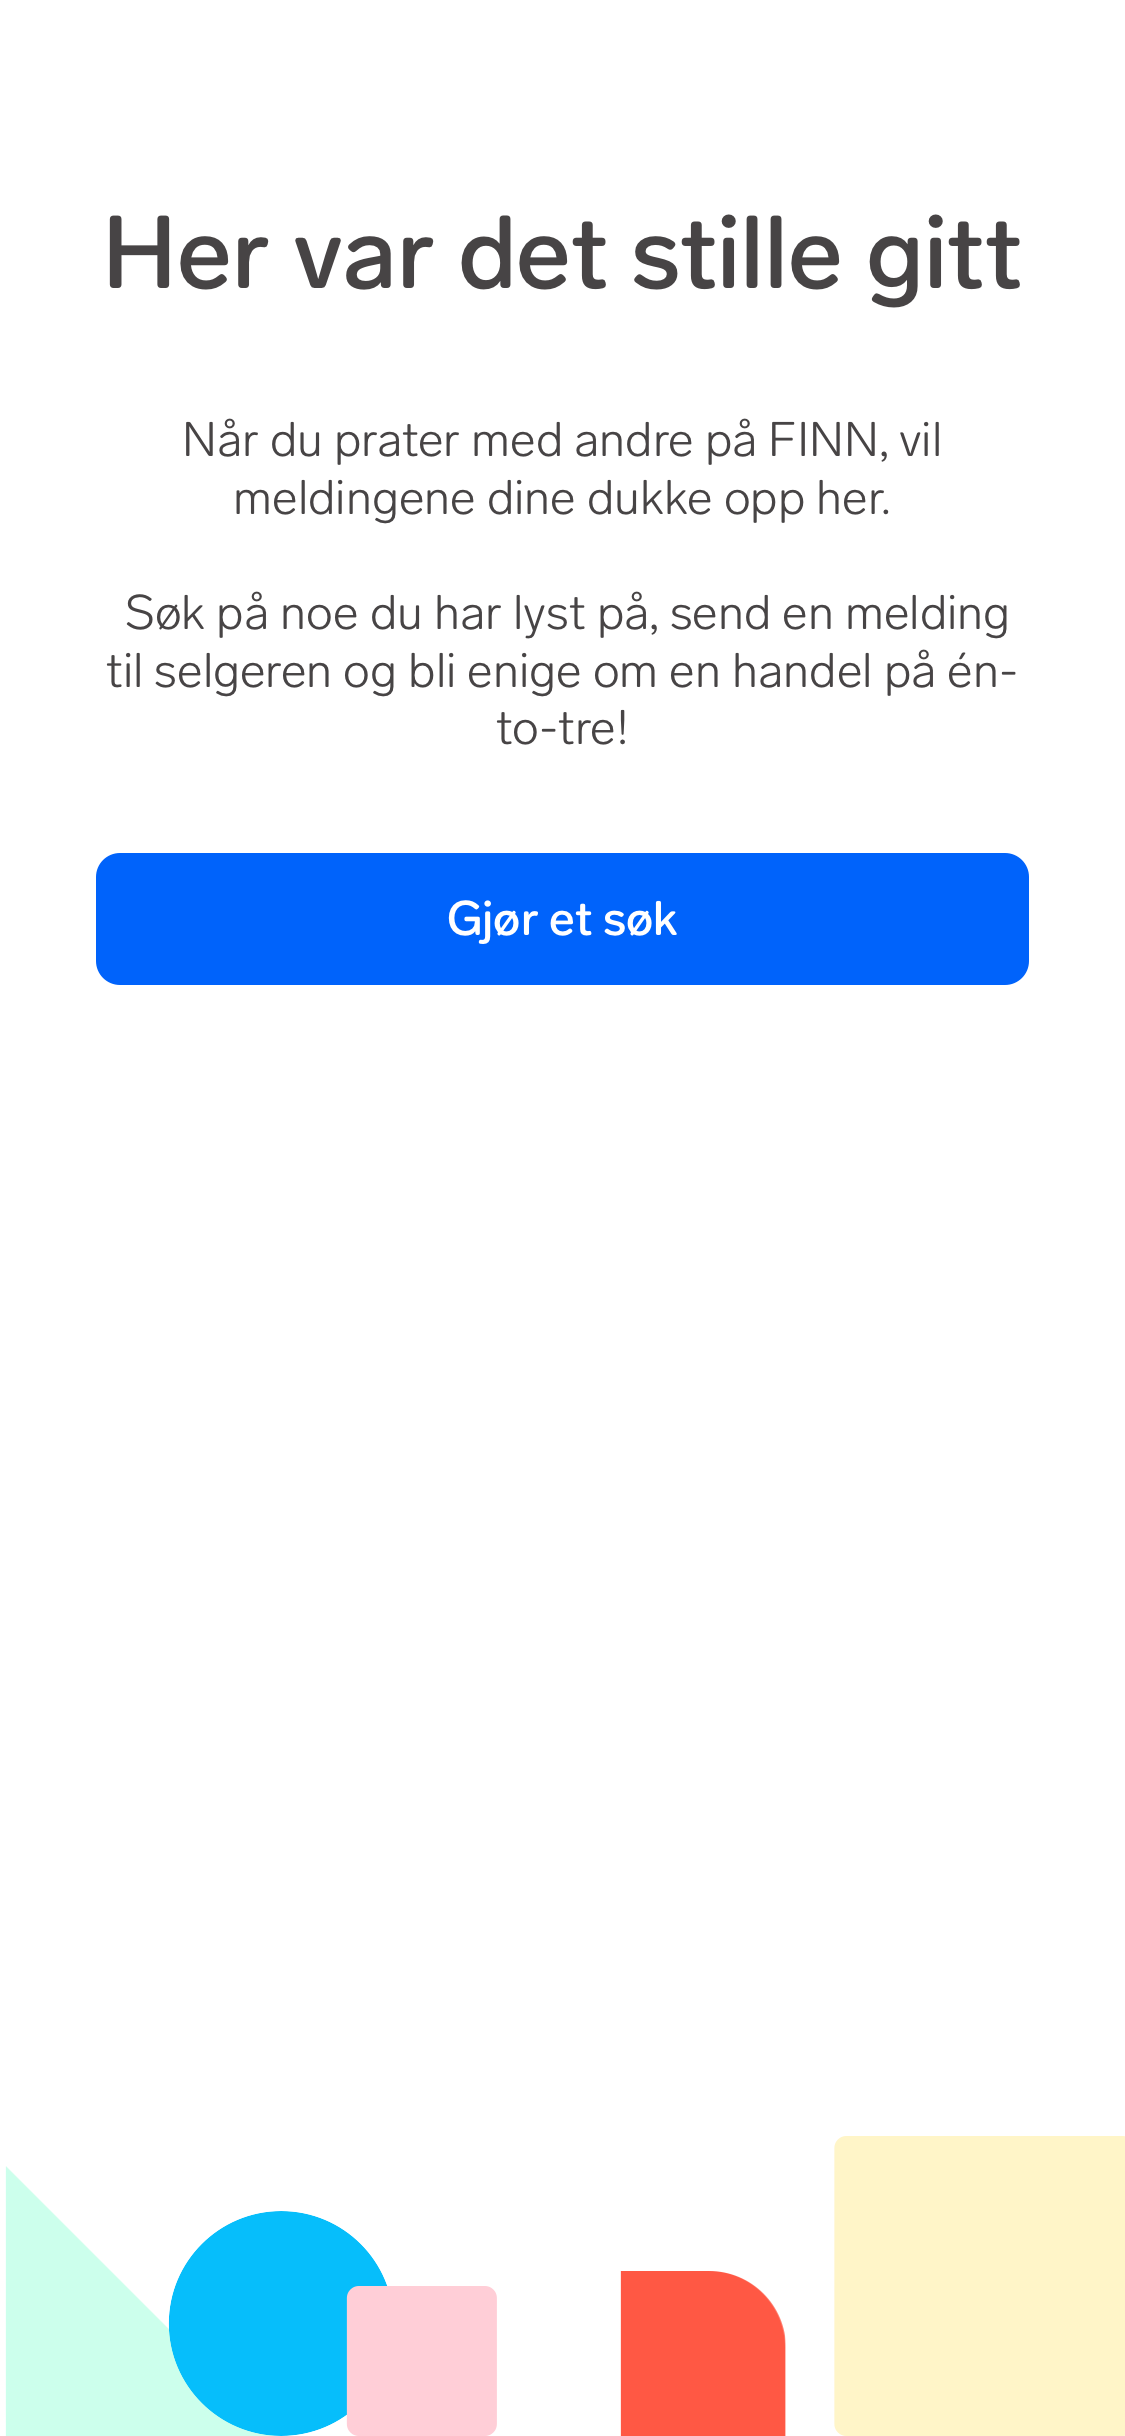 Her var det stille gitt
Når du prater med andre på FINN, vil
meldingene dine dukke opp her.
Søk på noe du har lyst på, send en melding
til selgeren og bli enige om en handel på én-
to-tre!
Gjør et søk